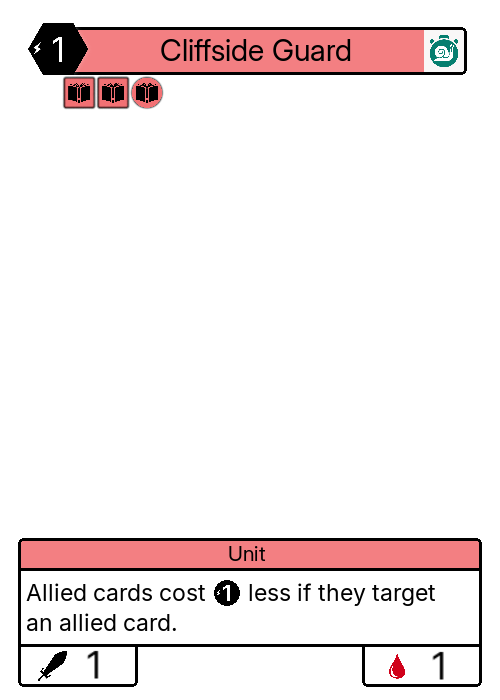 1 Cliffside Guard
Unit
Allied cards cost 1 less if they target
an allied card.
1 1